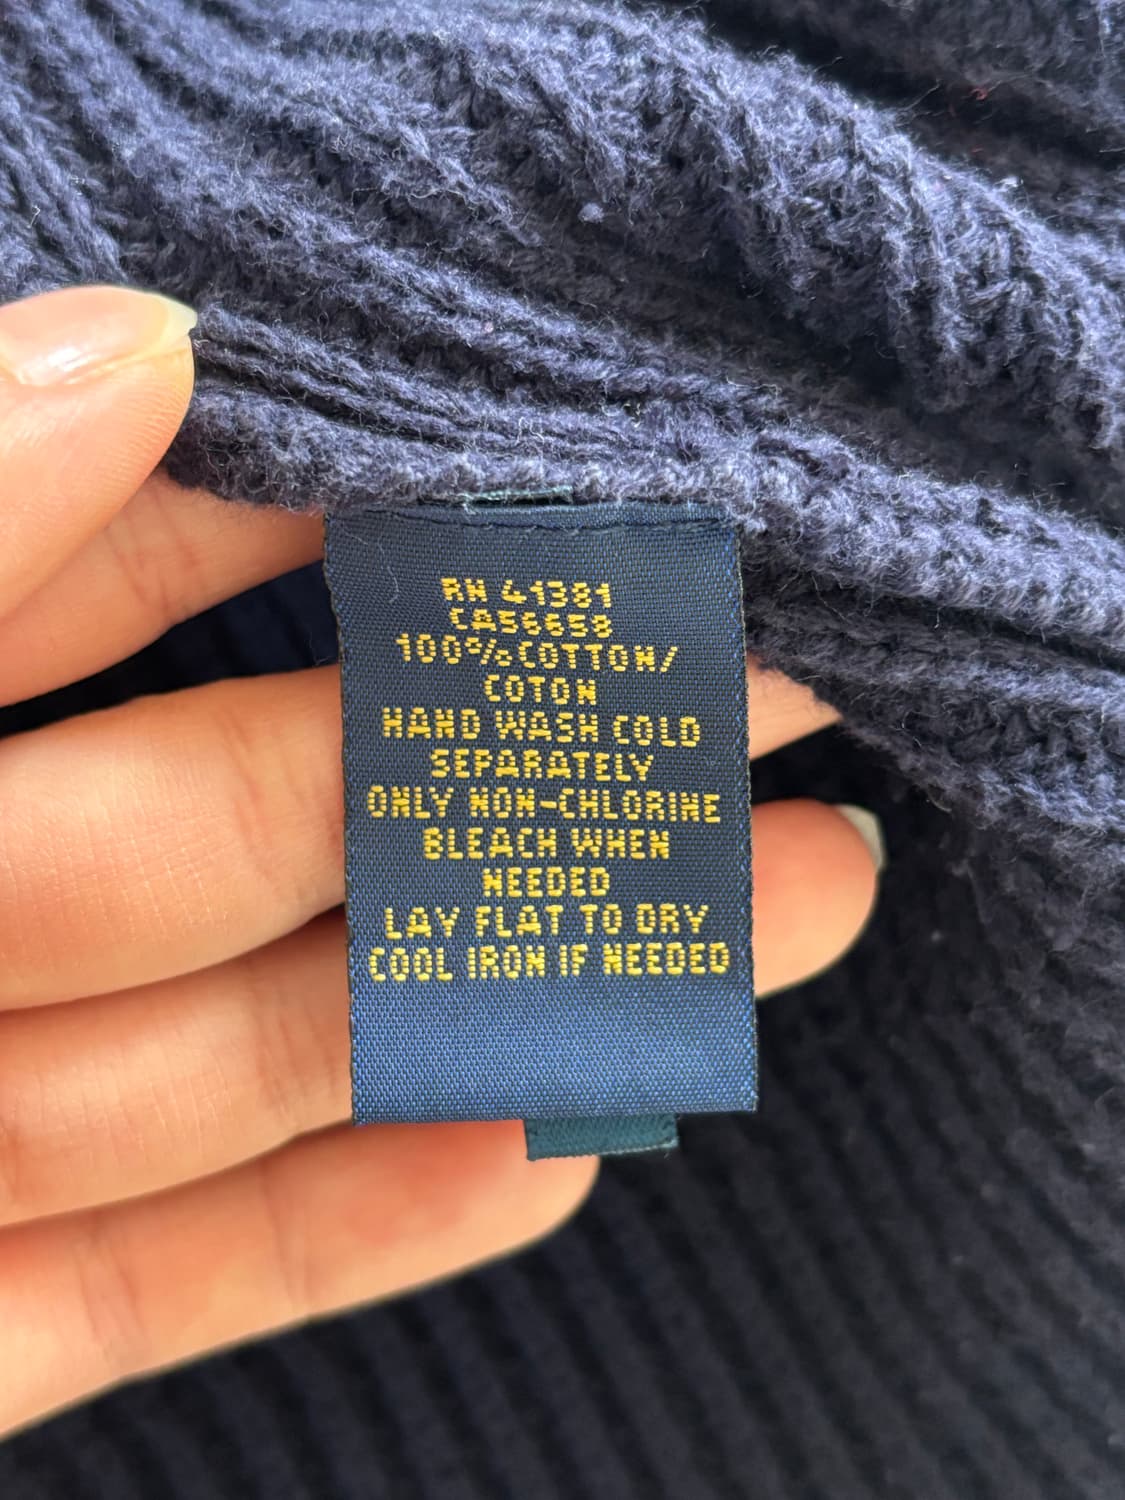 RN 41381
CA56658
100%COTTON/
COTON
HAND WASH COLD
SEPARATELY
ONLY NON-CHLORINE
BLEACH WHEN
NEEDED
LAY FLAT TO DRY
COOL IRON IF NEEDED